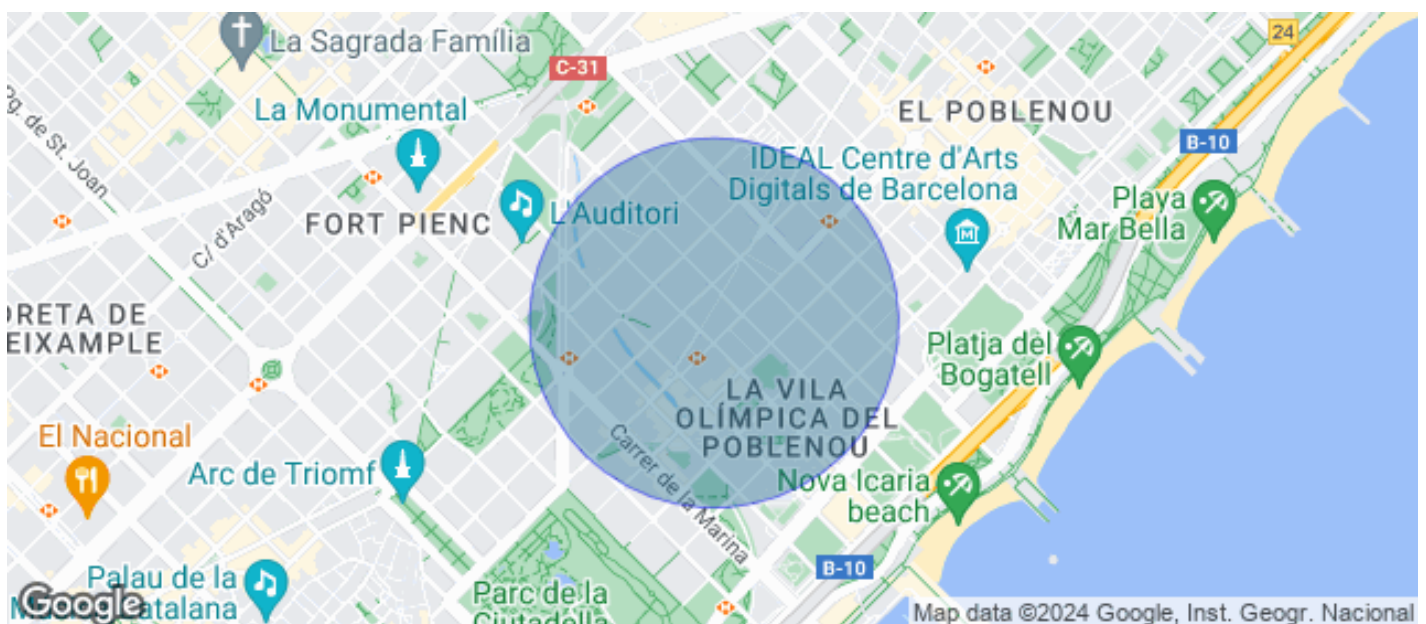 La Sagrada Família
24
C-31
La Monumental
EL POBLENOU
Pg. de St. Joan
B-10
IDEAL Centre d'Arts
Digitals de Barcelona
Playa
Mar Bella
L'Auditori
FORT PIENC
C/ d'Aragó
DRETA DE
EIXAMPLE
Platja del
Bogatell
LA VILA
OLÍMPICA DEL
POBLENOU
El Nacional
Arc de Triomf
Carrer de la Marina
Nova Icaria
beach
B-10
Palau de la
Catalana
Parc de la
Ciutadella
Google
Map data ©2024 Google, Inst. Geogr. Nacional